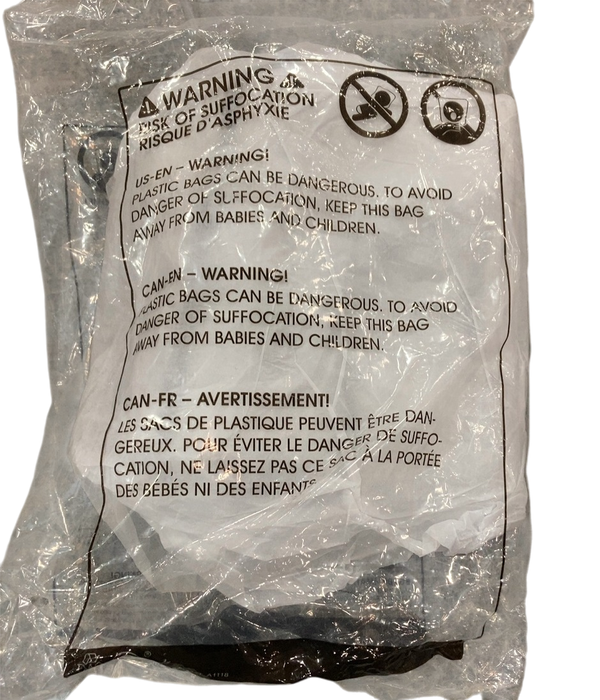 WARNING
RISK OF SUFFOCATION
RISQUE D'ASPHYXIE
US-EN – WARNING!
PLASTIC BAGS CAN BE DANGEROUS. TO AVOID
DANGER OF SUFFOCATION, KEEP THIS BAG
AWAY FROM BABIES AND CHILDREN.
CAN-EN – WARNING!
PLASTIC BAGS CAN BE DANGEROUS. TO AVOID
DANGER OF SUFFOCATION, KEEP THIS BAG
AWAY FROM BABIES AND CHILDREN.
CAN-FR – AVERTISSEMENT!
LES SACS DE PLASTIQUE PEUVENT ÊTRE DAN-
GEREUX. POUR ÉVITER LE DANGER DE SUFFO-
CATION, NE LAISSEZ PAS CE SAC À LA PORTÉE
DES BÉBÉS NI DES ENFANTS